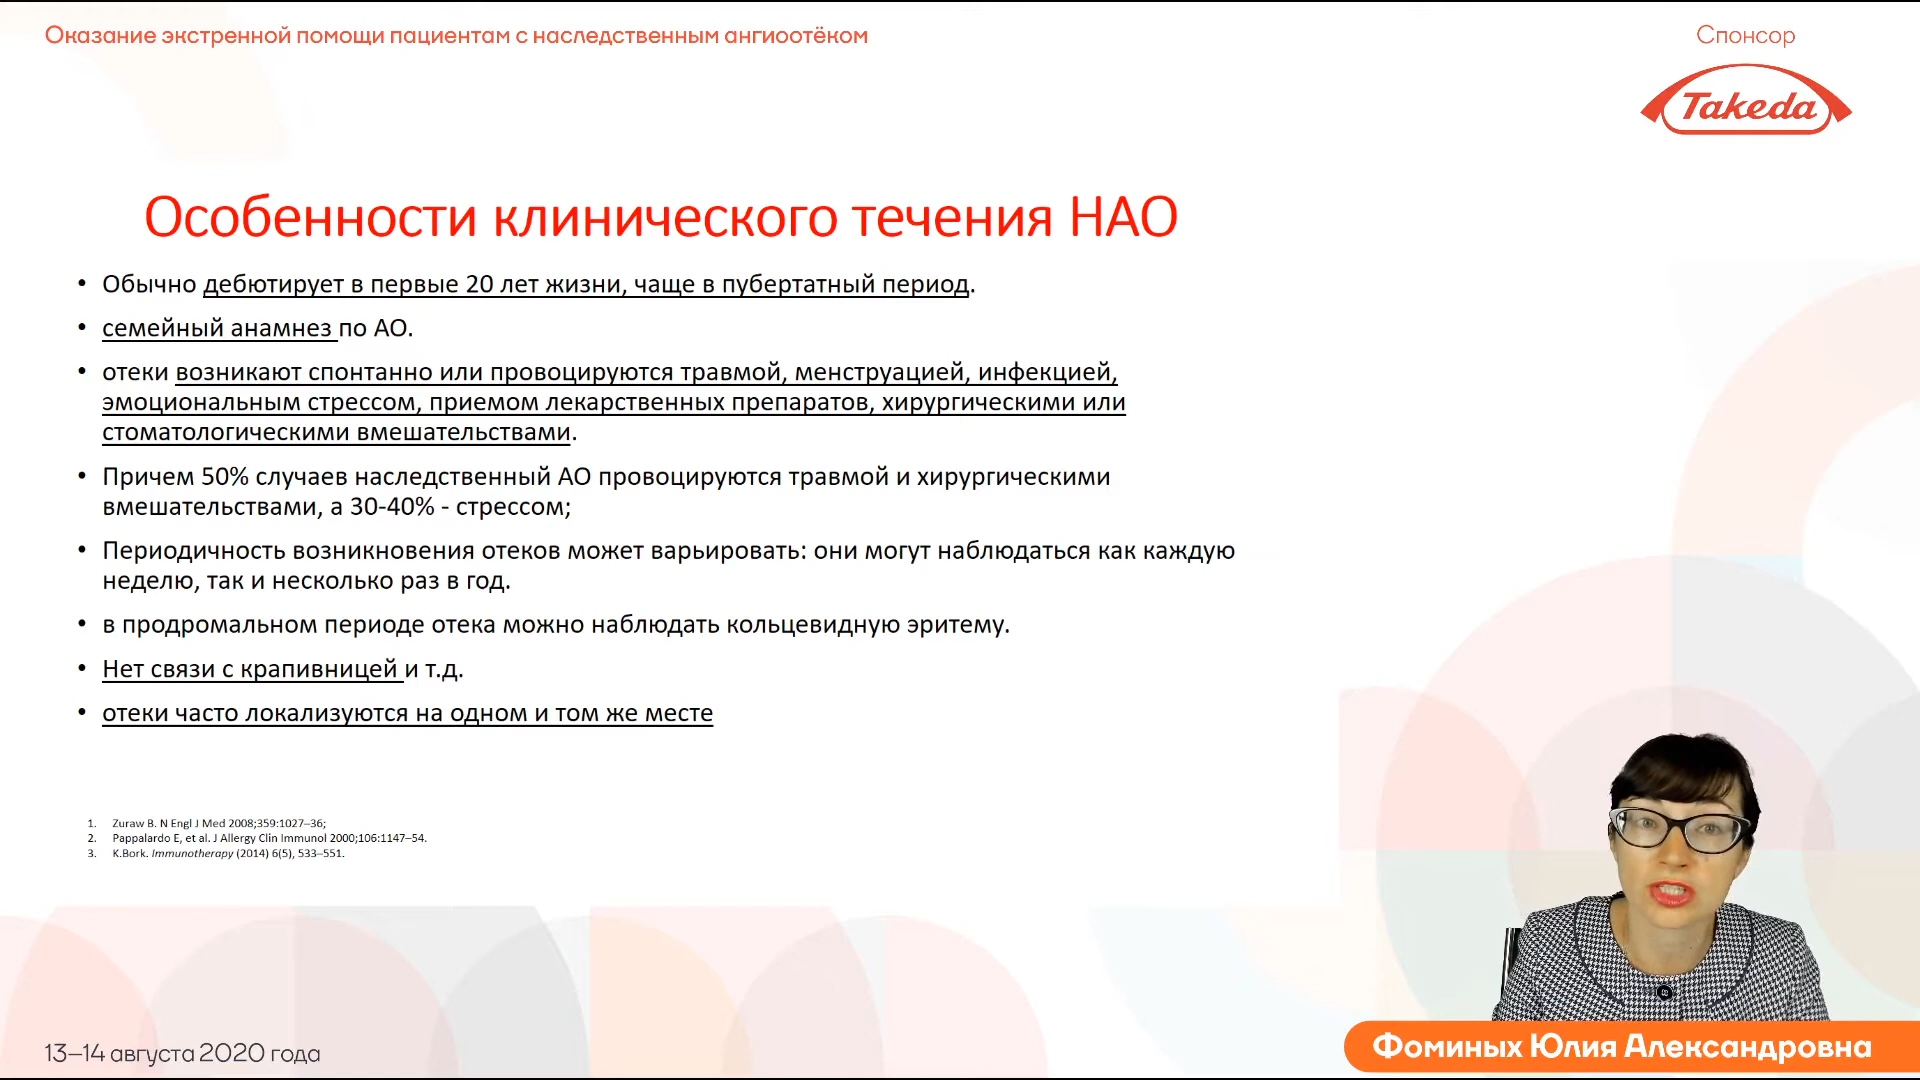 Оказание экстренной помощи пациентам с наследственным ангиоотёком
Спонсор
Takeda
Особенности клинического течения НАО
• Обычно дебютирует в первые 20 лет жизни, чаще в пубертатный период.
• семейный анамнез по АО.
• отеки возникают спонтанно или провоцируются травмой, менструацией, инфекцией,
эмоциональным стрессом, приемом лекарственных препаратов, хирургическими или
стоматологическими вмешательствами.
• Причем 50% случаев наследственный АО провоцируются травмой и хирургическими
вмешательствами, а 30-40% - стрессом;
• Периодичность возникновения отеков может варьировать: они могут наблюдаться как каждую
неделю, так и несколько раз в год.
• в продромальном периоде отека можно наблюдать кольцевидную эритему.
• Нет связи с крапивницей и т.д.
• отеки часто локализуются на одном и том же месте
1. Zuraw B. N Engl J Med 2008;359:1027–36;
2. Pappalardo E, et al. J Allergy Clin Immunol 2000;106:1147–54.
3. K.Bork. Immunotherapy (2014) 6(5), 533–551.
13–14 августа 2020 года
Фоминых Юлия Александровна